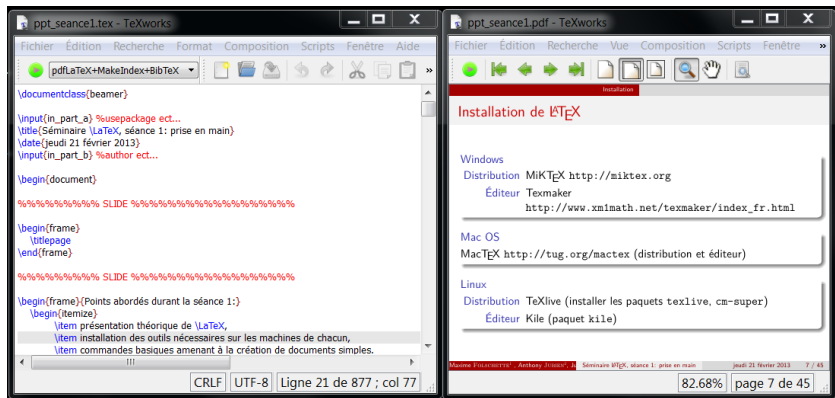 ppt_seance1.tex - TeXworks
Fichier Édition Recherche Format Composition Scripts Fenêtre Aide
pdfLaTeX+MakeIndex+BibTeX
\documentclass{beamer}
\input{in_part_a} %usepackage ect...
\title{Séminaire \LaTeX, séance 1: prise en main}
\date{jeudi 21 février 2013}
\input{in_part_b} %author ect...
\begin{document}
%%%%%%%%% SLIDE %%%%%%%%%%%%%%%%%%
\begin{frame}
\titlepage
\end{frame}
%%%%%%%%% SLIDE %%%%%%%%%%%%%%%%%%
\begin{frame}{Points abordés durant la séance 1:}
\begin{itemize}
\item présentation théorique de \LaTeX,
\item installation des outils nécessaires sur les machines de chacun,
\item commandes basiques amenant à la création de documents simples.
CRLF UTF-8 Ligne 21 de 877 ; col 77
ppt_seance1.pdf - TeXworks
Fichier Édition Recherche Vue Composition Scripts Fenêtre »
Installation
Installation de LATEX
Windows
Distribution MiKTEX http://miktex.org
Éditeur Texmaker
http://www.xm1math.net/texmaker/index_fr.html
Mac OS
MacTEX http://tug.org/mactex (distribution et éditeur)
Linux
Distribution TeXlive (installer les paquets texlive, cm-super)
Éditeur Kile (paquet kile)
Maxime Folschette¹, Anthony Séminaire LATEX, séance 1: prise en main jeudi 21 février 2013 7 / 45
82.68% page 7 de 45